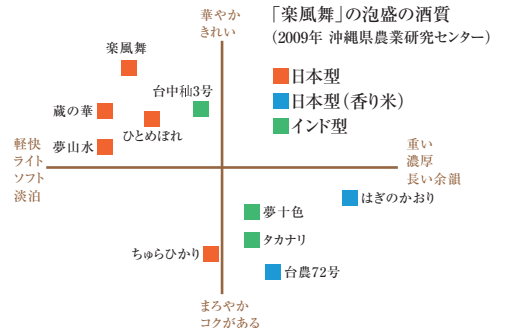 「楽風舞」の泡盛の酒質
（2009年 沖縄県農業研究センター）
華やか
きれい
日本型
日本型（香り米）
インド型
楽風舞
台中秈3号
蔵の華
ひとめぼれ
夢山水
軽快
ライト
ソフト
淡泊
重い
濃厚
長い余韻
はぎのかおり
夢十色
タカナリ
ちゅらひかり
台農72号
まろやか
コクがある